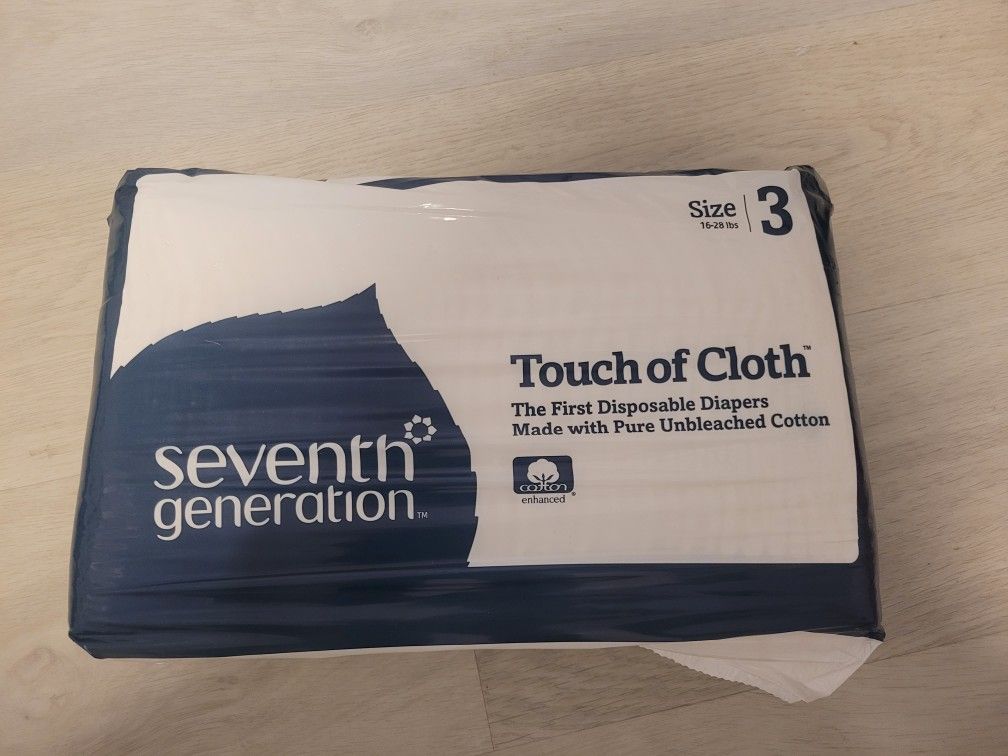 Size 3
16-28 lbs
Touch of Cloth™
The First Disposable Diapers
Made with Pure Unbleached Cotton
cotton
enhanced®
seventh
generation™